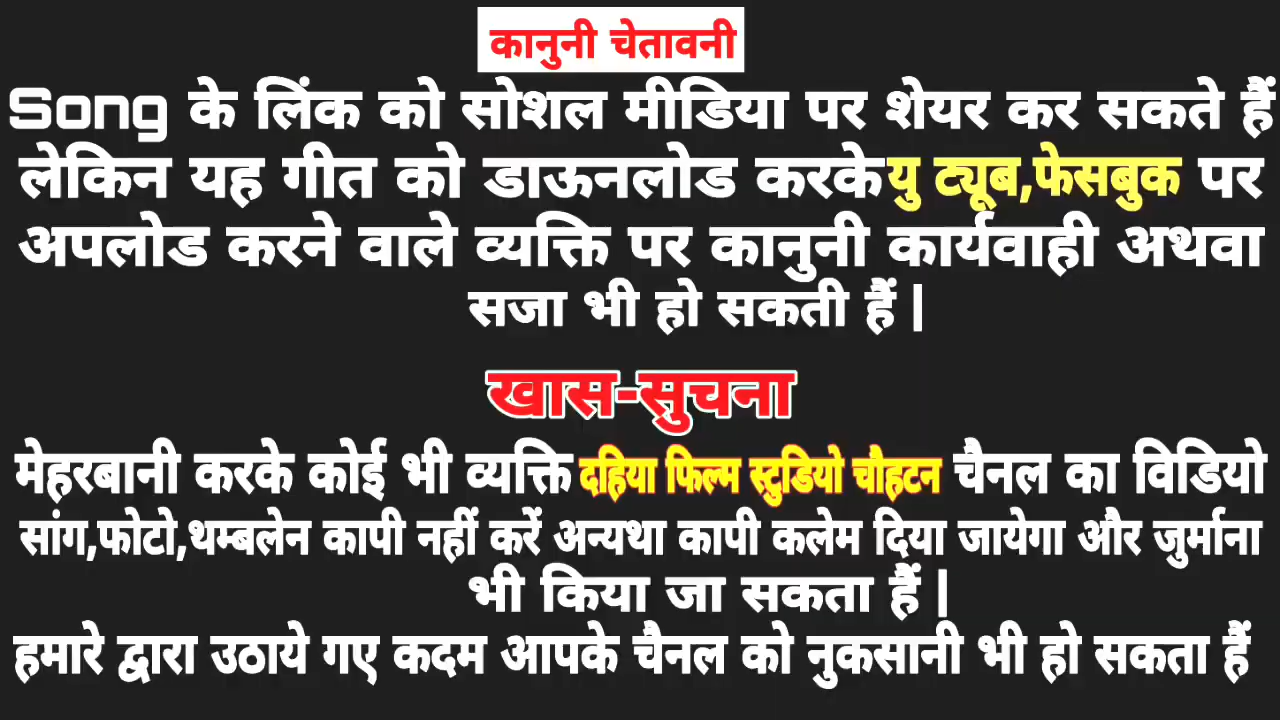 कानुनी चेतावनी
Song के लिंक को सोशल मीडिया पर शेयर कर सकते हैं
लेकिन यह गीत को डाऊनलोड करके यु ट्यूब,फेसबुक पर
अपलोड करने वाले व्यक्ति पर कानुनी कार्यवाही अथवा
सजा भी हो सकती हैं |
खास-सुचना
मेहरबानी करके कोई भी व्यक्ति दहिया फिल्म स्टुडियो चौहटन चैनल का विडियो
सांग,फोटो,थम्बलेन कापी नहीं करें अन्यथा कापी कलेम दिया जायेगा और जुर्माना
भी किया जा सकता हैं |
हमारे द्वारा उठाये गए कदम आपके चैनल को नुकसानी भी हो सकता हैं